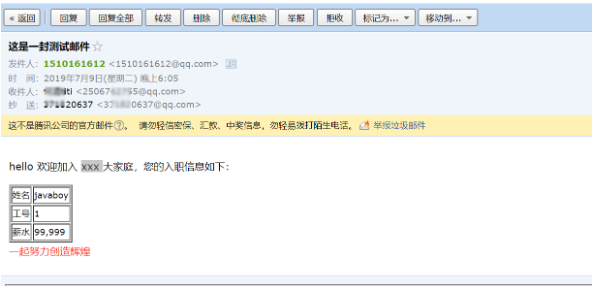 « 返回 回复 回复全部 转发 删除 彻底删除 举报 拒收 标记为... 移动到...
这是一封测试邮件
发件人：1510161612 <1510161612@qq.com>
时 间：2019年7月9日(星期二) 晚上6:05
收件人： iti <25067 55@qq.com>
抄 送： 20637 <37 0637@qq.com>
这不是腾讯公司的官方邮件。 请勿轻信密保、汇款、中奖信息，勿轻易拨打陌生电话。 举报垃圾邮件
hello 欢迎加入 xxx 大家庭，您的入职信息如下：
姓名 javaboy
工号 1
薪水 99,999
一起努力创造辉煌